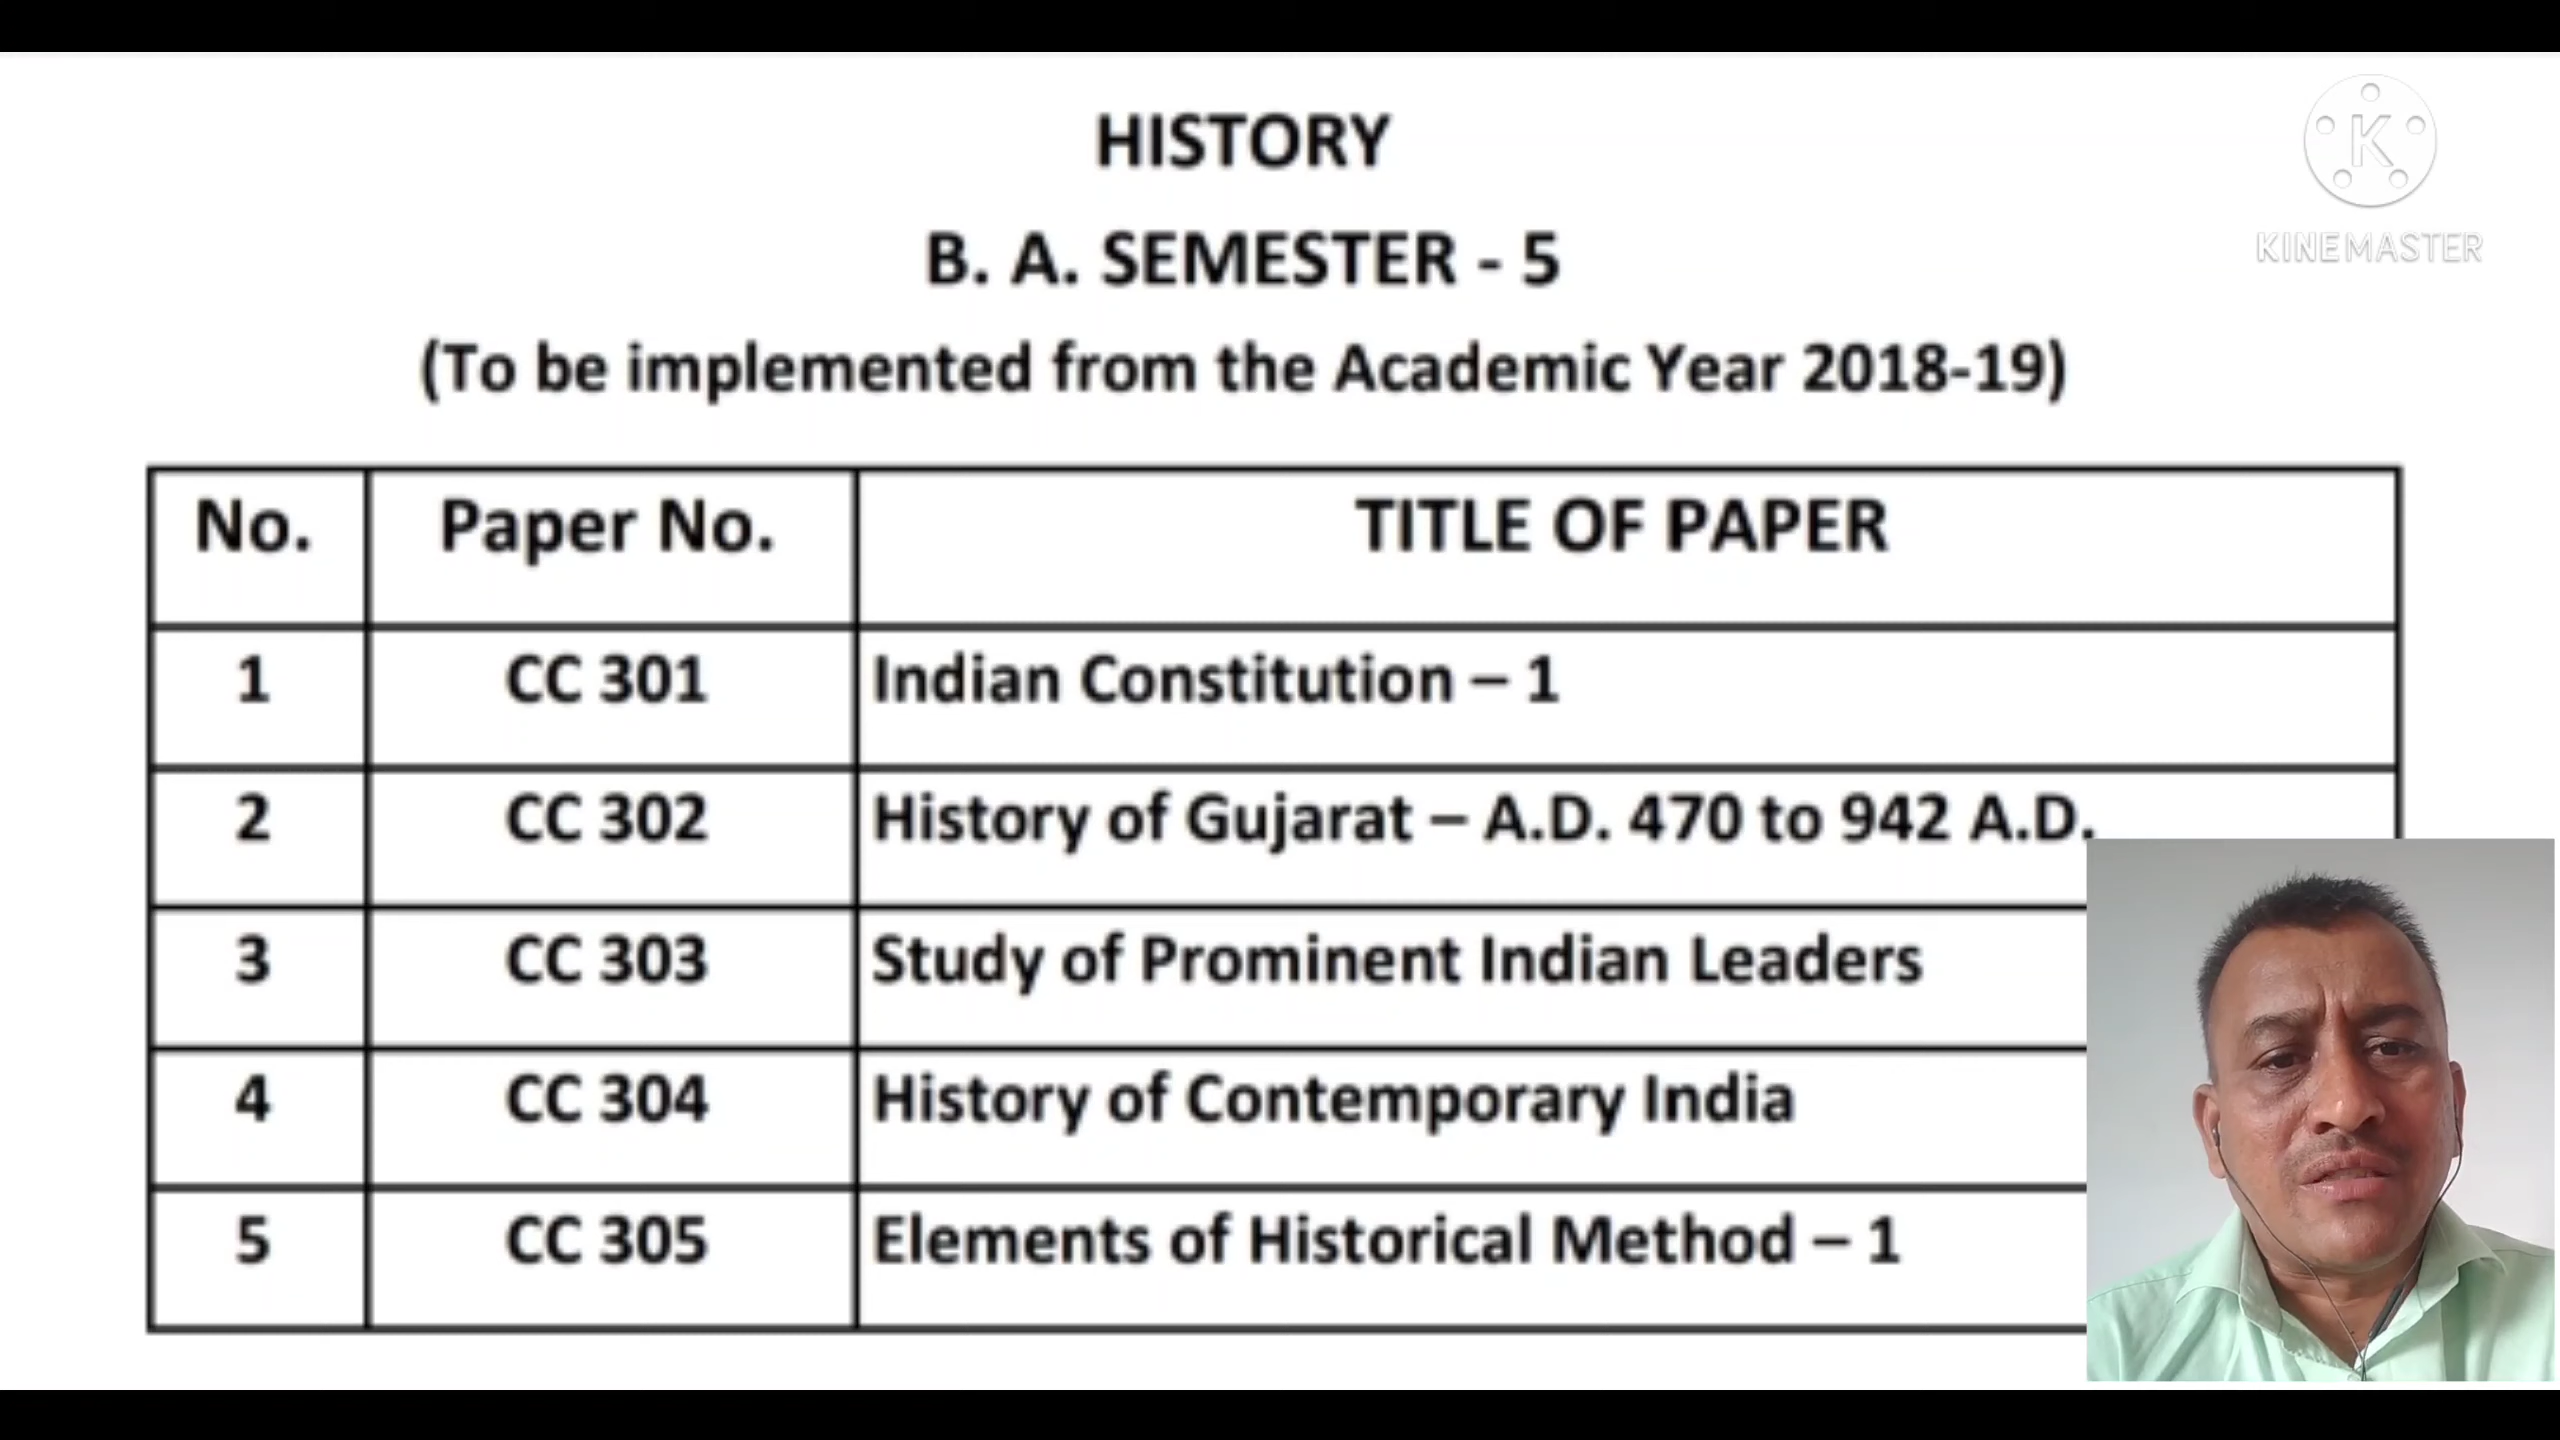 HISTORY
B. A. SEMESTER - 5
(To be implemented from the Academic Year 2018-19)
No. Paper No. TITLE OF PAPER
1 CC 301 Indian Constitution – 1
2 CC 302 History of Gujarat – A.D. 470 to 942 A.D.
3 CC 303 Study of Prominent Indian Leaders
4 CC 304 History of Contemporary India
5 CC 305 Elements of Historical Method – 1
K
KINEMASTER